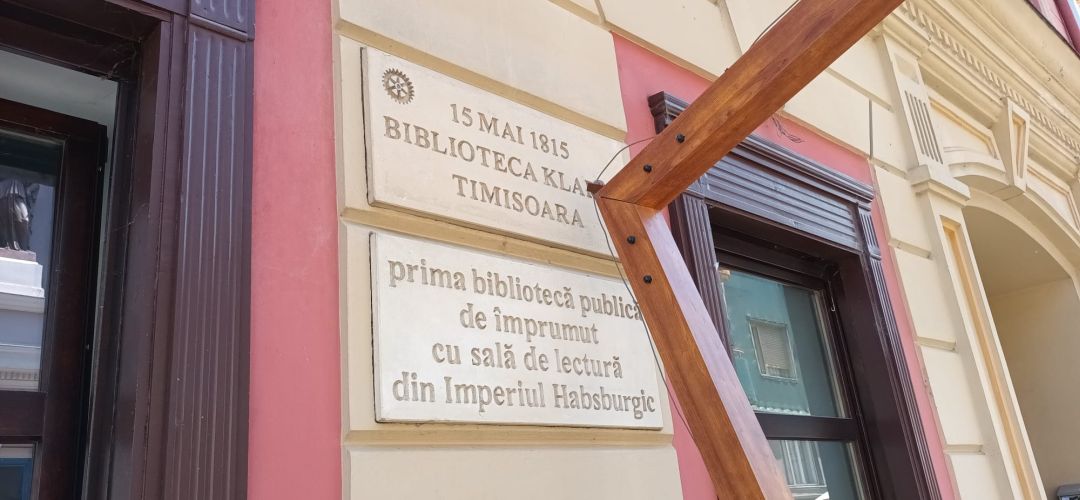 15 MAI 1815
BIBLIOTECA
TIMISOARA
prima bibliotecă publică
de împrumut
cu sală de lectură
din Imperiul Habsburgic